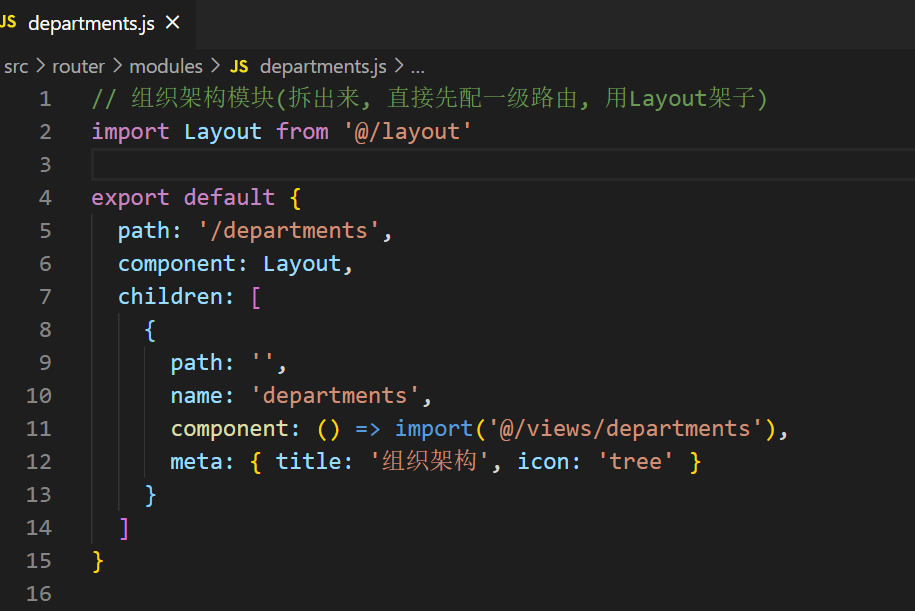 JS departments.js ×
src > router > modules > JS departments.js > ...
1 // 组织架构模块(拆出来, 直接先配一级路由, 用Layout架子)
2 import Layout from '@/layout'
3
4 export default {
5   path: '/departments',
6   component: Layout,
7   children: [
8     {
9       path: '',
10       name: 'departments',
11       component: () => import('@/views/departments'),
12       meta: { title: '组织架构', icon: 'tree' }
13     }
14   ]
15 }
16